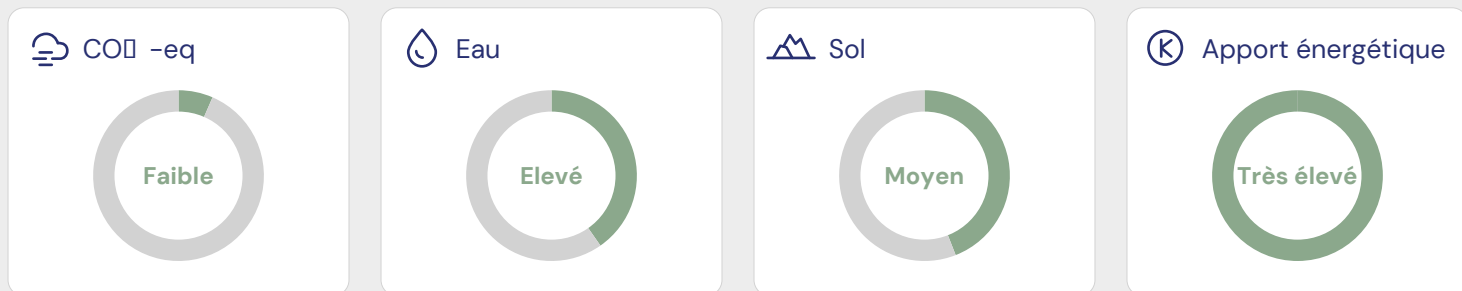 CO▯ -eq
Eau
Sol
Apport énergétique
Faible
Elevé
Moyen
Très élevé